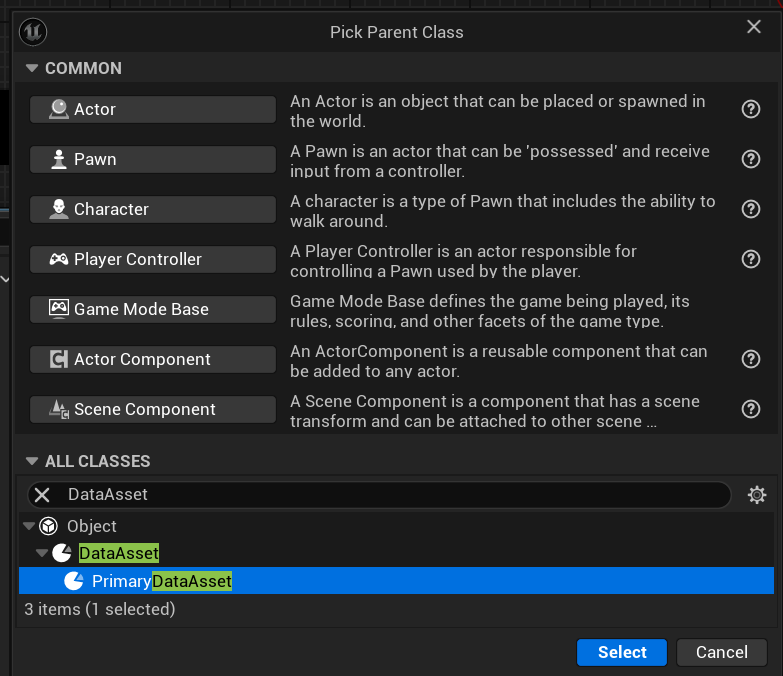 Pick Parent Class
COMMON
Actor
An Actor is an object that can be placed or spawned in
the world.
Pawn
A Pawn is an actor that can be 'possessed' and receive
input from a controller.
Character
A character is a type of Pawn that includes the ability to
walk around.
Player Controller
A Player Controller is an actor responsible for
controlling a Pawn used by the player.
Game Mode Base
Game Mode Base defines the game being played, its
rules, scoring, and other facets of the game type.
Actor Component
An ActorComponent is a reusable component that can
be added to any actor.
Scene Component
A Scene Component is a component that has a scene
transform and can be attached to other scene ...
ALL CLASSES
DataAsset
Object
DataAsset
PrimaryDataAsset
3 items (1 selected)
Select
Cancel